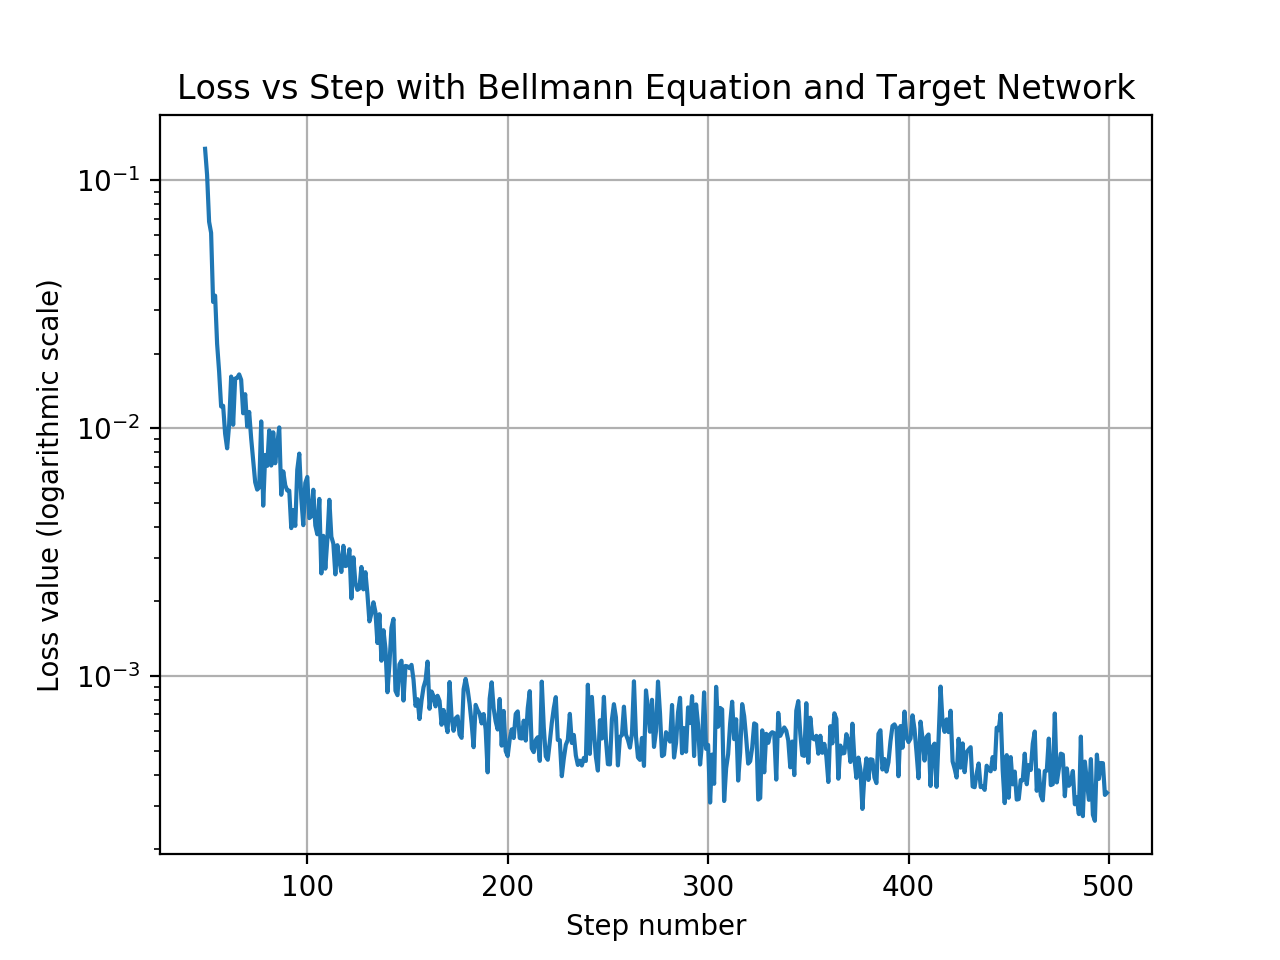 Loss vs Step with Bellmann Equation and Target Network
Loss value (logarithmic scale)
10⁻¹
10⁻²
10⁻³
100 200 300 400 500
Step number